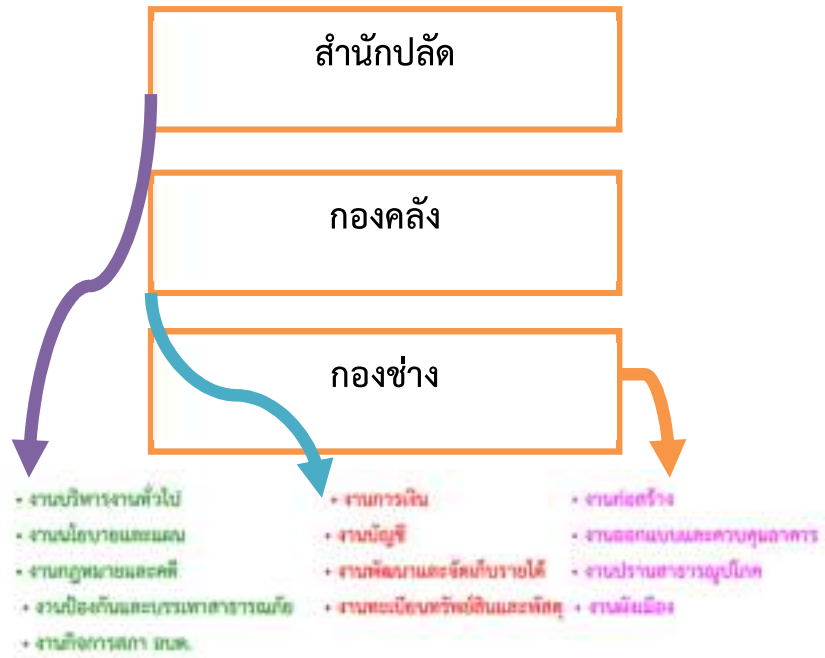 สำนักปลัด
กองคลัง
กองช่าง
• งานบริหารงานทั่วไป
• งานนโยบายและแผน
• งานกฎหมายและคดี
• งานป้องกันและบรรเทาสาธารณภัย
• งานกิจการสภา อบต.
• งานการเงิน
• งานบัญชี
• งานพัฒนาและจัดเก็บรายได้
• งานทะเบียนทรัพย์สินและพัสดุ
• งานก่อสร้าง
• งานออกแบบและควบคุมอาคาร
• งานประสานสาธารณูปโภค
• งานผังเมือง